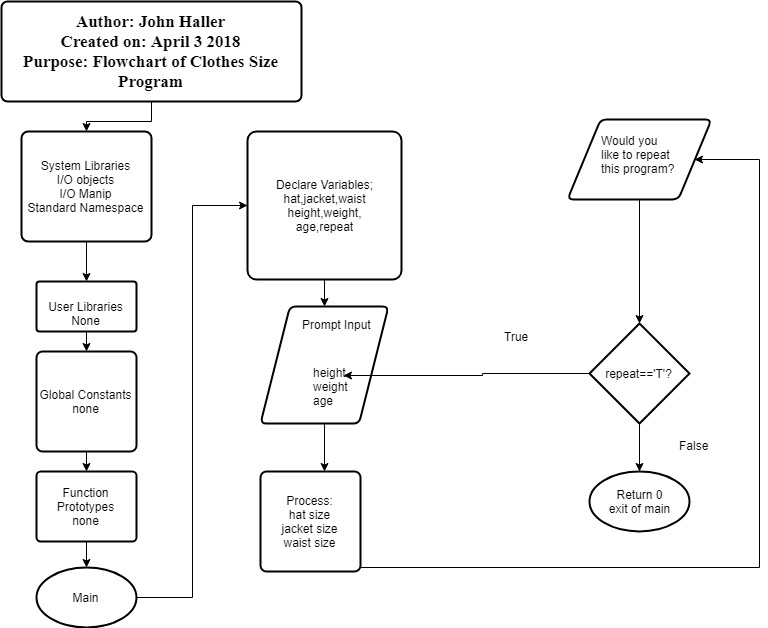 Author: John Haller
Created on: April 3 2018
Purpose: Flowchart of Clothes Size
Program
System Libraries
I/O objects
I/O Manip
Standard Namespace
User Libraries
None
Global Constants
none
Function
Prototypes
none
Main
Declare Variables;
hat,jacket,waist
height,weight,
age,repeat
Prompt Input
height
weight
age
Process:
hat size
jacket size
waist size
Would you
like to repeat
this program?
True
repeat=='T'?
False
Return 0
exit of main